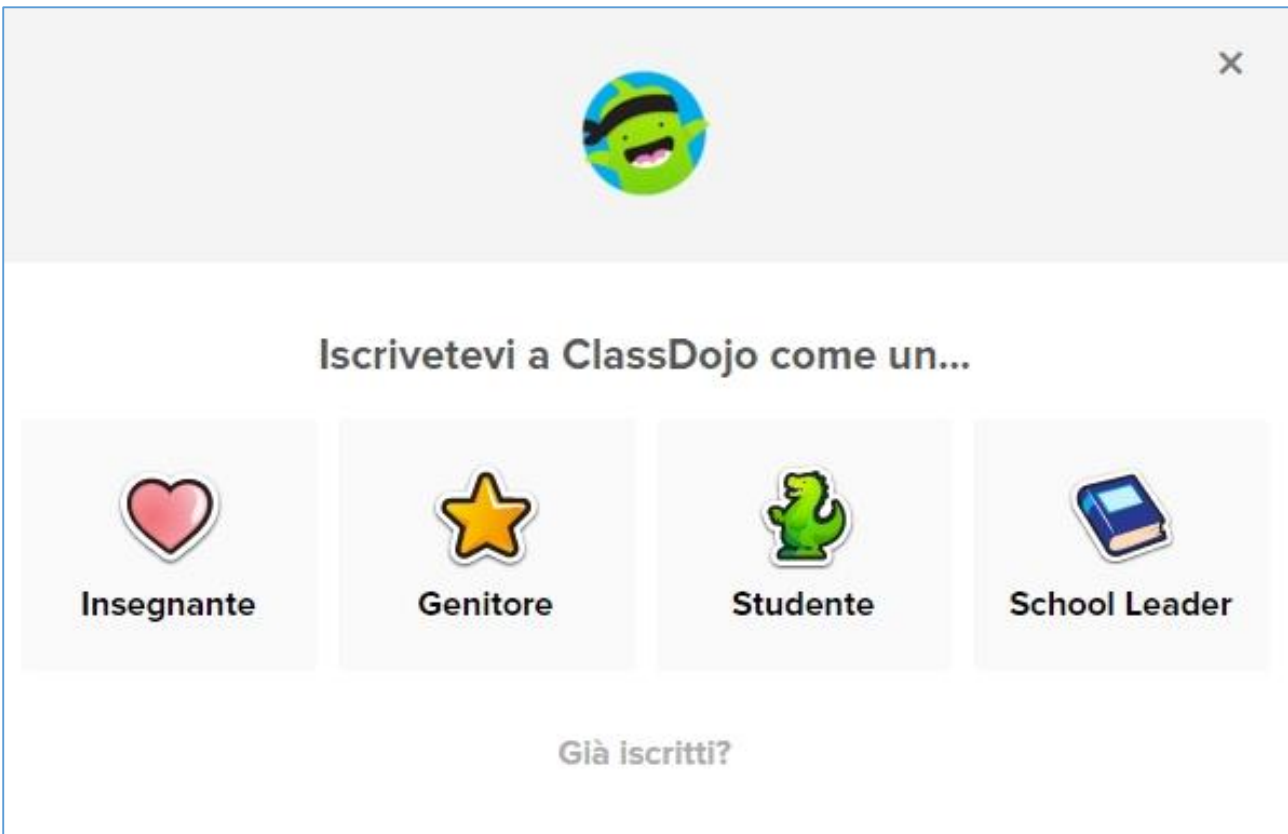 Iscrivetevi a ClassDojo come un...
Insegnante
Genitore
Studente
School Leader
Già iscritti?